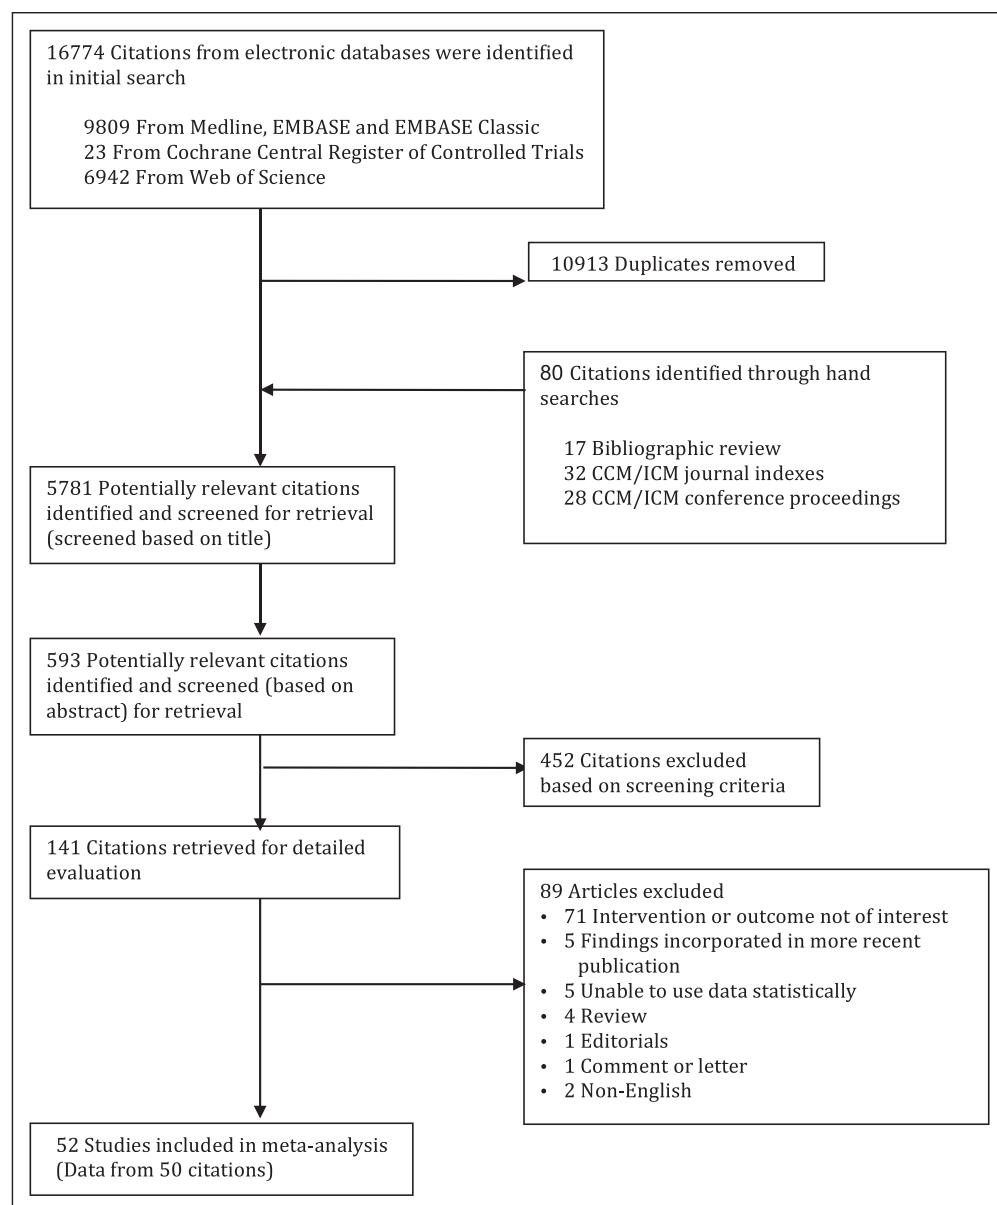 16774 Citations from electronic databases were identified
in initial search
9809 From Medline, EMBASE and EMBASE Classic
23 From Cochrane Central Register of Controlled Trials
6942 From Web of Science
10913 Duplicates removed
80 Citations identified through hand
searches
17 Bibliographic review
32 CCM/ICM journal indexes
28 CCM/ICM conference proceedings
5781 Potentially relevant citations
identified and screened for retrieval
(screened based on title)
593 Potentially relevant citations
identified and screened (based on
abstract) for retrieval
452 Citations excluded
based on screening criteria
141 Citations retrieved for detailed
evaluation
89 Articles excluded
• 71 Intervention or outcome not of interest
• 5 Findings incorporated in more recent
publication
• 5 Unable to use data statistically
• 4 Review
• 1 Editorials
• 1 Comment or letter
• 2 Non-English
52 Studies included in meta-analysis
(Data from 50 citations)